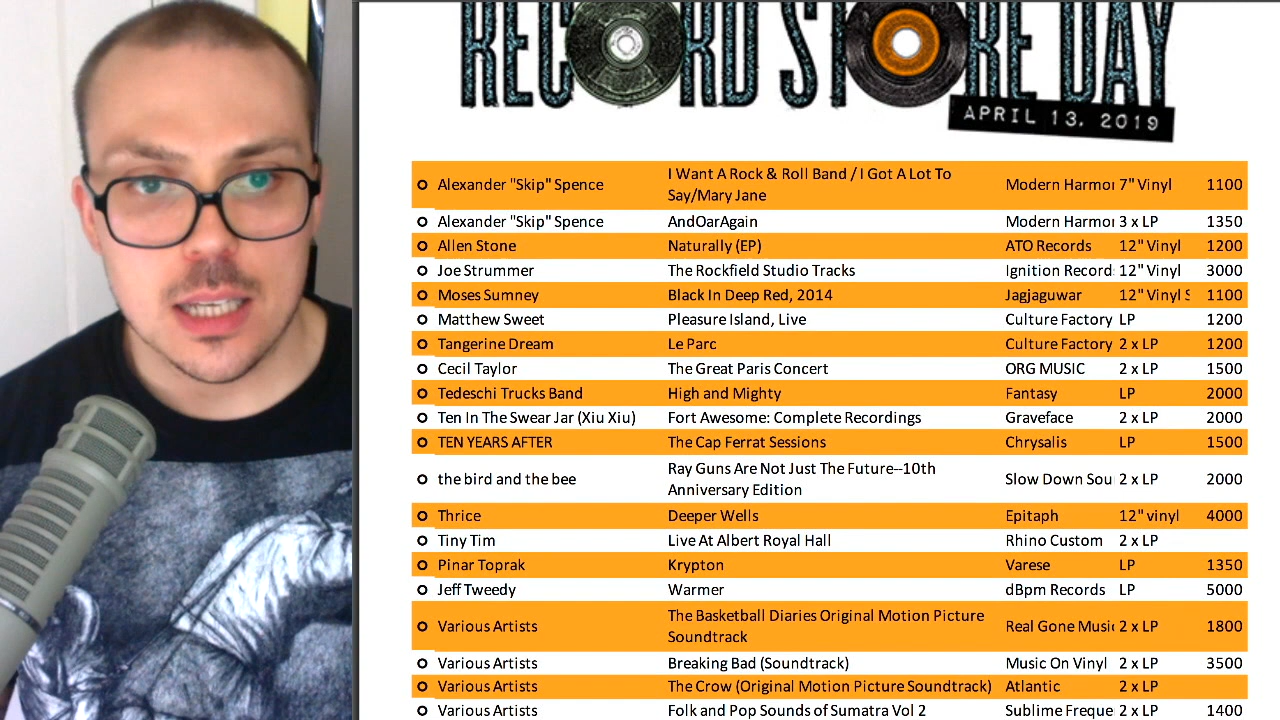 RECORD STORE DAY
APRIL 13, 2019
Alexander "Skip" Spence I Want A Rock & Roll Band / I Got A Lot To Say/Mary Jane Modern Harmo 7" Vinyl 1100
Alexander "Skip" Spence AndOarAgain Modern Harmo 3 x LP 1350
Allen Stone Naturally (EP) ATO Records 12" Vinyl 1200
Joe Strummer The Rockfield Studio Tracks Ignition Record 12" Vinyl 3000
Moses Sumney Black In Deep Red, 2014 Jagjaguwar 12" Vinyl S 1100
Matthew Sweet Pleasure Island, Live Culture Factory LP 1200
Tangerine Dream Le Parc Culture Factory 2 x LP 1200
Cecil Taylor The Great Paris Concert ORG MUSIC 2 x LP 1500
Tedeschi Trucks Band High and Mighty Fantasy LP 2000
Ten In The Swear Jar (Xiu Xiu) Fort Awesome: Complete Recordings Graveface 2 x LP 2000
TEN YEARS AFTER The Cap Ferrat Sessions Chrysalis LP 1500
the bird and the bee Ray Guns Are Not Just The Future--10th Anniversary Edition Slow Down Sou 2 x LP 2000
Thrice Deeper Wells Epitaph 12" vinyl 4000
Tiny Tim Live At Albert Royal Hall Rhino Custom 2 x LP
Pinar Toprak Krypton Varese LP 1350
Jeff Tweedy Warmer dBpm Records LP 5000
Various Artists The Basketball Diaries Original Motion Picture Soundtrack Real Gone Music 2 x LP 1800
Various Artists Breaking Bad (Soundtrack) Music On Vinyl 2 x LP 3500
Various Artists The Crow (Original Motion Picture Soundtrack) Atlantic 2 x LP
Various Artists Folk and Pop Sounds of Sumatra Vol 2 Sublime Freque 2 x LP 1400